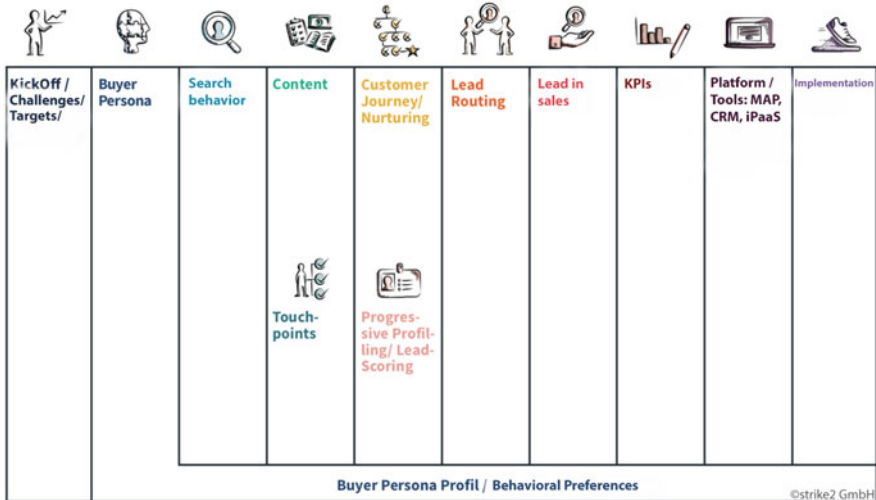 KickOff /
Challenges/
Targets/
Buyer
Persona
Search
behavior
Content
Customer
Journey/
Nurturing
Lead
Routing
Lead in
sales
KPIs
Platform /
Tools: MAP,
CRM, iPaaS
Implementation
Touch-
points
Progres-
sive Profil-
ling/ Lead-
Scoring
Buyer Persona Profil / Behavioral Preferences
©strike2 GmbH